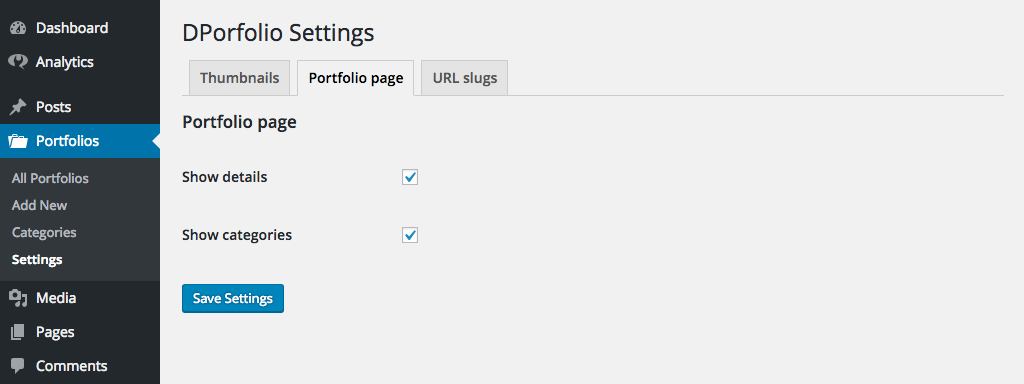 Dashboard
Analytics
Posts
Portfolios
All Portfolios
Add New
Categories
Settings
Media
Pages
Comments
DPorfolio Settings
Thumbnails
Portfolio page
URL slugs
Portfolio page
Show details
Show categories
Save Settings